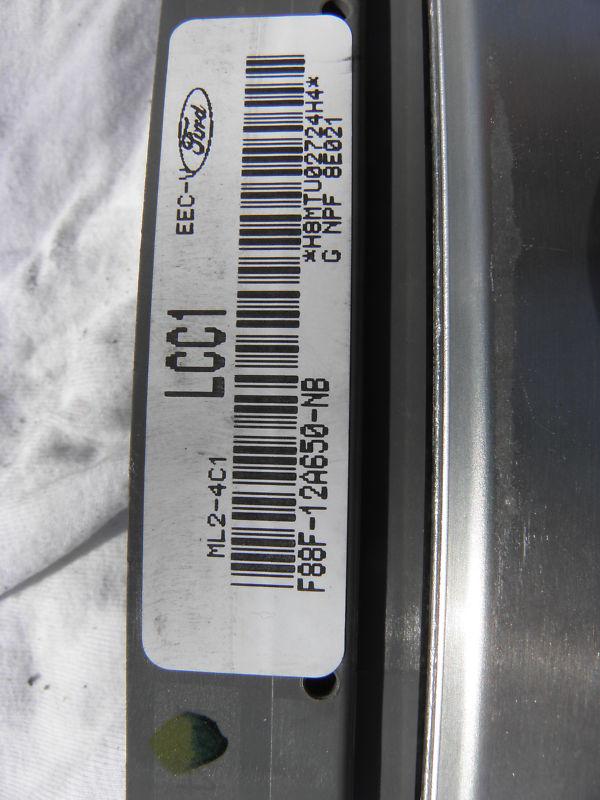 Ford
EEC-V
LCC1
ML2-4C1
*H8MTU02724H4*
G NPF 8E021
F88F-12A650-NB